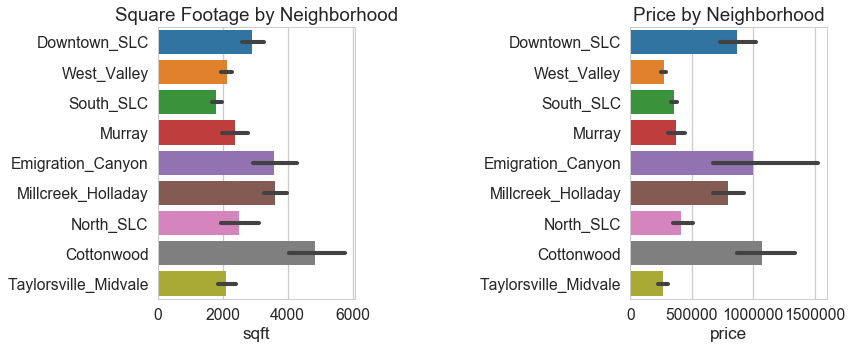 Square Footage by Neighborhood
Downtown_SLC
West_Valley
South_SLC
Murray
Emigration_Canyon
Millcreek_Holladay
North_SLC
Cottonwood
Taylorsville_Midvale
0 2000 4000 6000
sqft
Price by Neighborhood
Downtown_SLC
West_Valley
South_SLC
Murray
Emigration_Canyon
Millcreek_Holladay
North_SLC
Cottonwood
Taylorsville_Midvale
0 500000 1000000 1500000
price